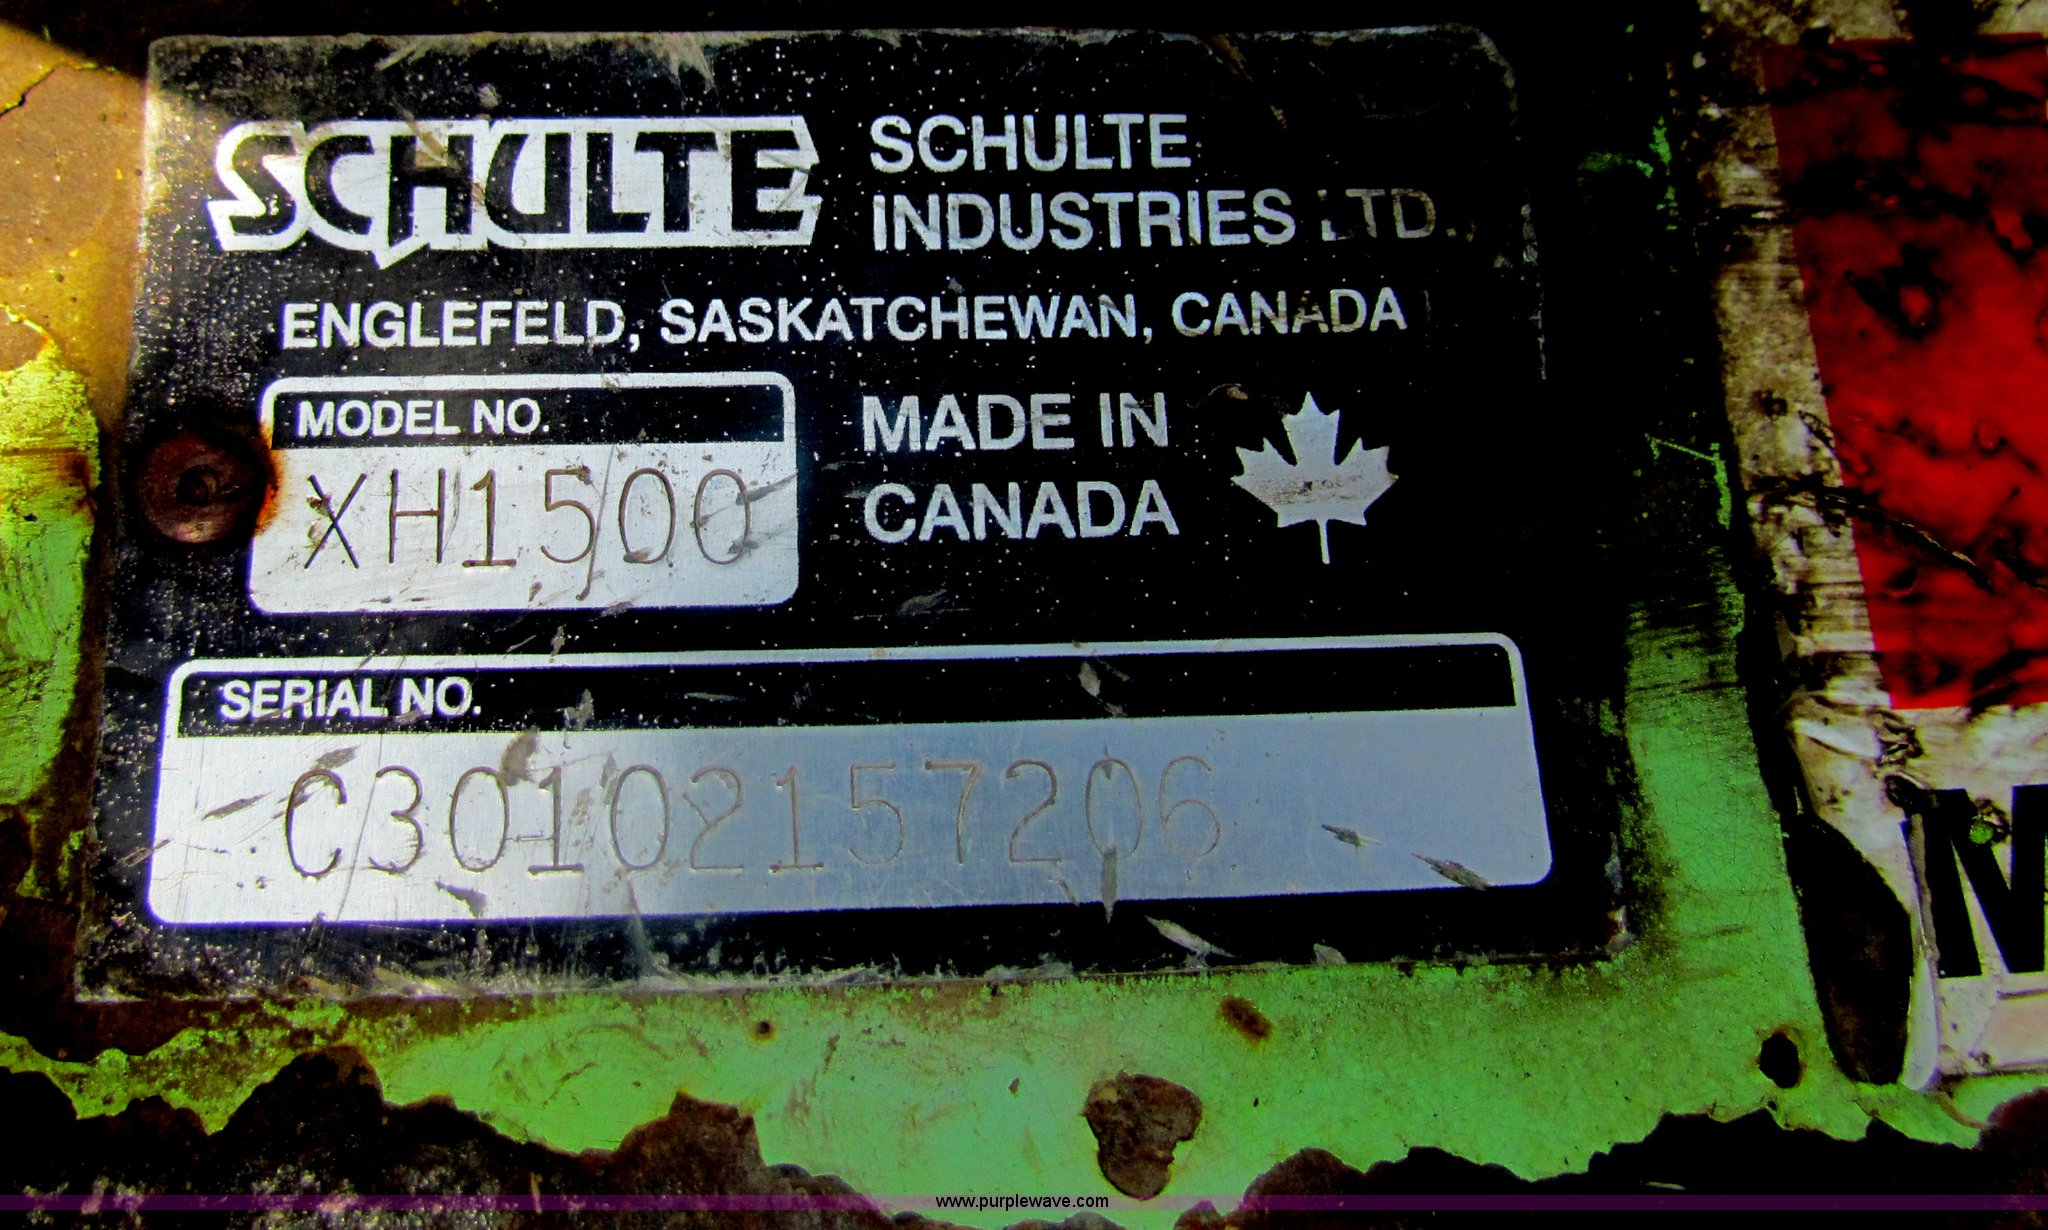 SCHULTE
SCHULTE
INDUSTRIES LTD.
ENGLEFELD, SASKATCHEWAN, CANADA
MODEL NO.
XH1500
MADE IN
CANADA
SERIAL NO.
C30102157206
www.purplewave.com